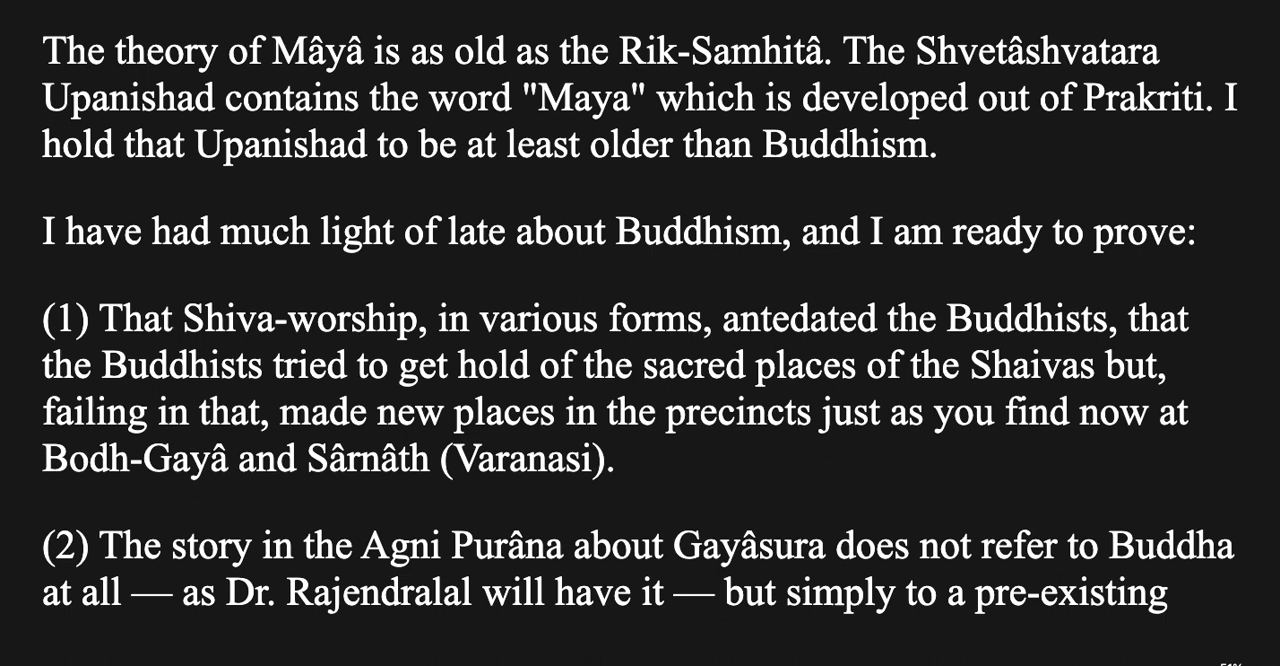 The theory of Mâyâ is as old as the Rik-Samhitâ. The Shvetâshvatara
Upanishad contains the word "Maya" which is developed out of Prakriti. I
hold that Upanishad to be at least older than Buddhism.
I have had much light of late about Buddhism, and I am ready to prove:
(1) That Shiva-worship, in various forms, antedated the Buddhists, that
the Buddhists tried to get hold of the sacred places of the Shaivas but,
failing in that, made new places in the precincts just as you find now at
Bodh-Gayâ and Sârnâth (Varanasi).
(2) The story in the Agni Purâna about Gayâsura does not refer to Buddha
at all — as Dr. Rajendralal will have it — but simply to a pre-existing